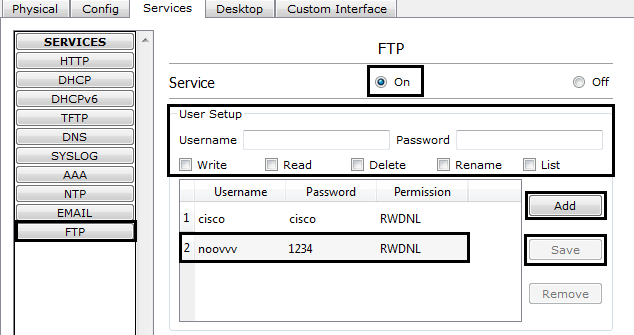 Physical Config Services Desktop Custom Interface
SERVICES
HTTP
DHCP
DHCPv6
TFTP
DNS
SYSLOG
AAA
NTP
EMAIL
FTP
FTP
Service On Off
User Setup
Username Password
Write Read Delete Rename List
Username Password Permission
1 cisco cisco RWDNL
2 noovvv 1234 RWDNL
Add
Save
Remove